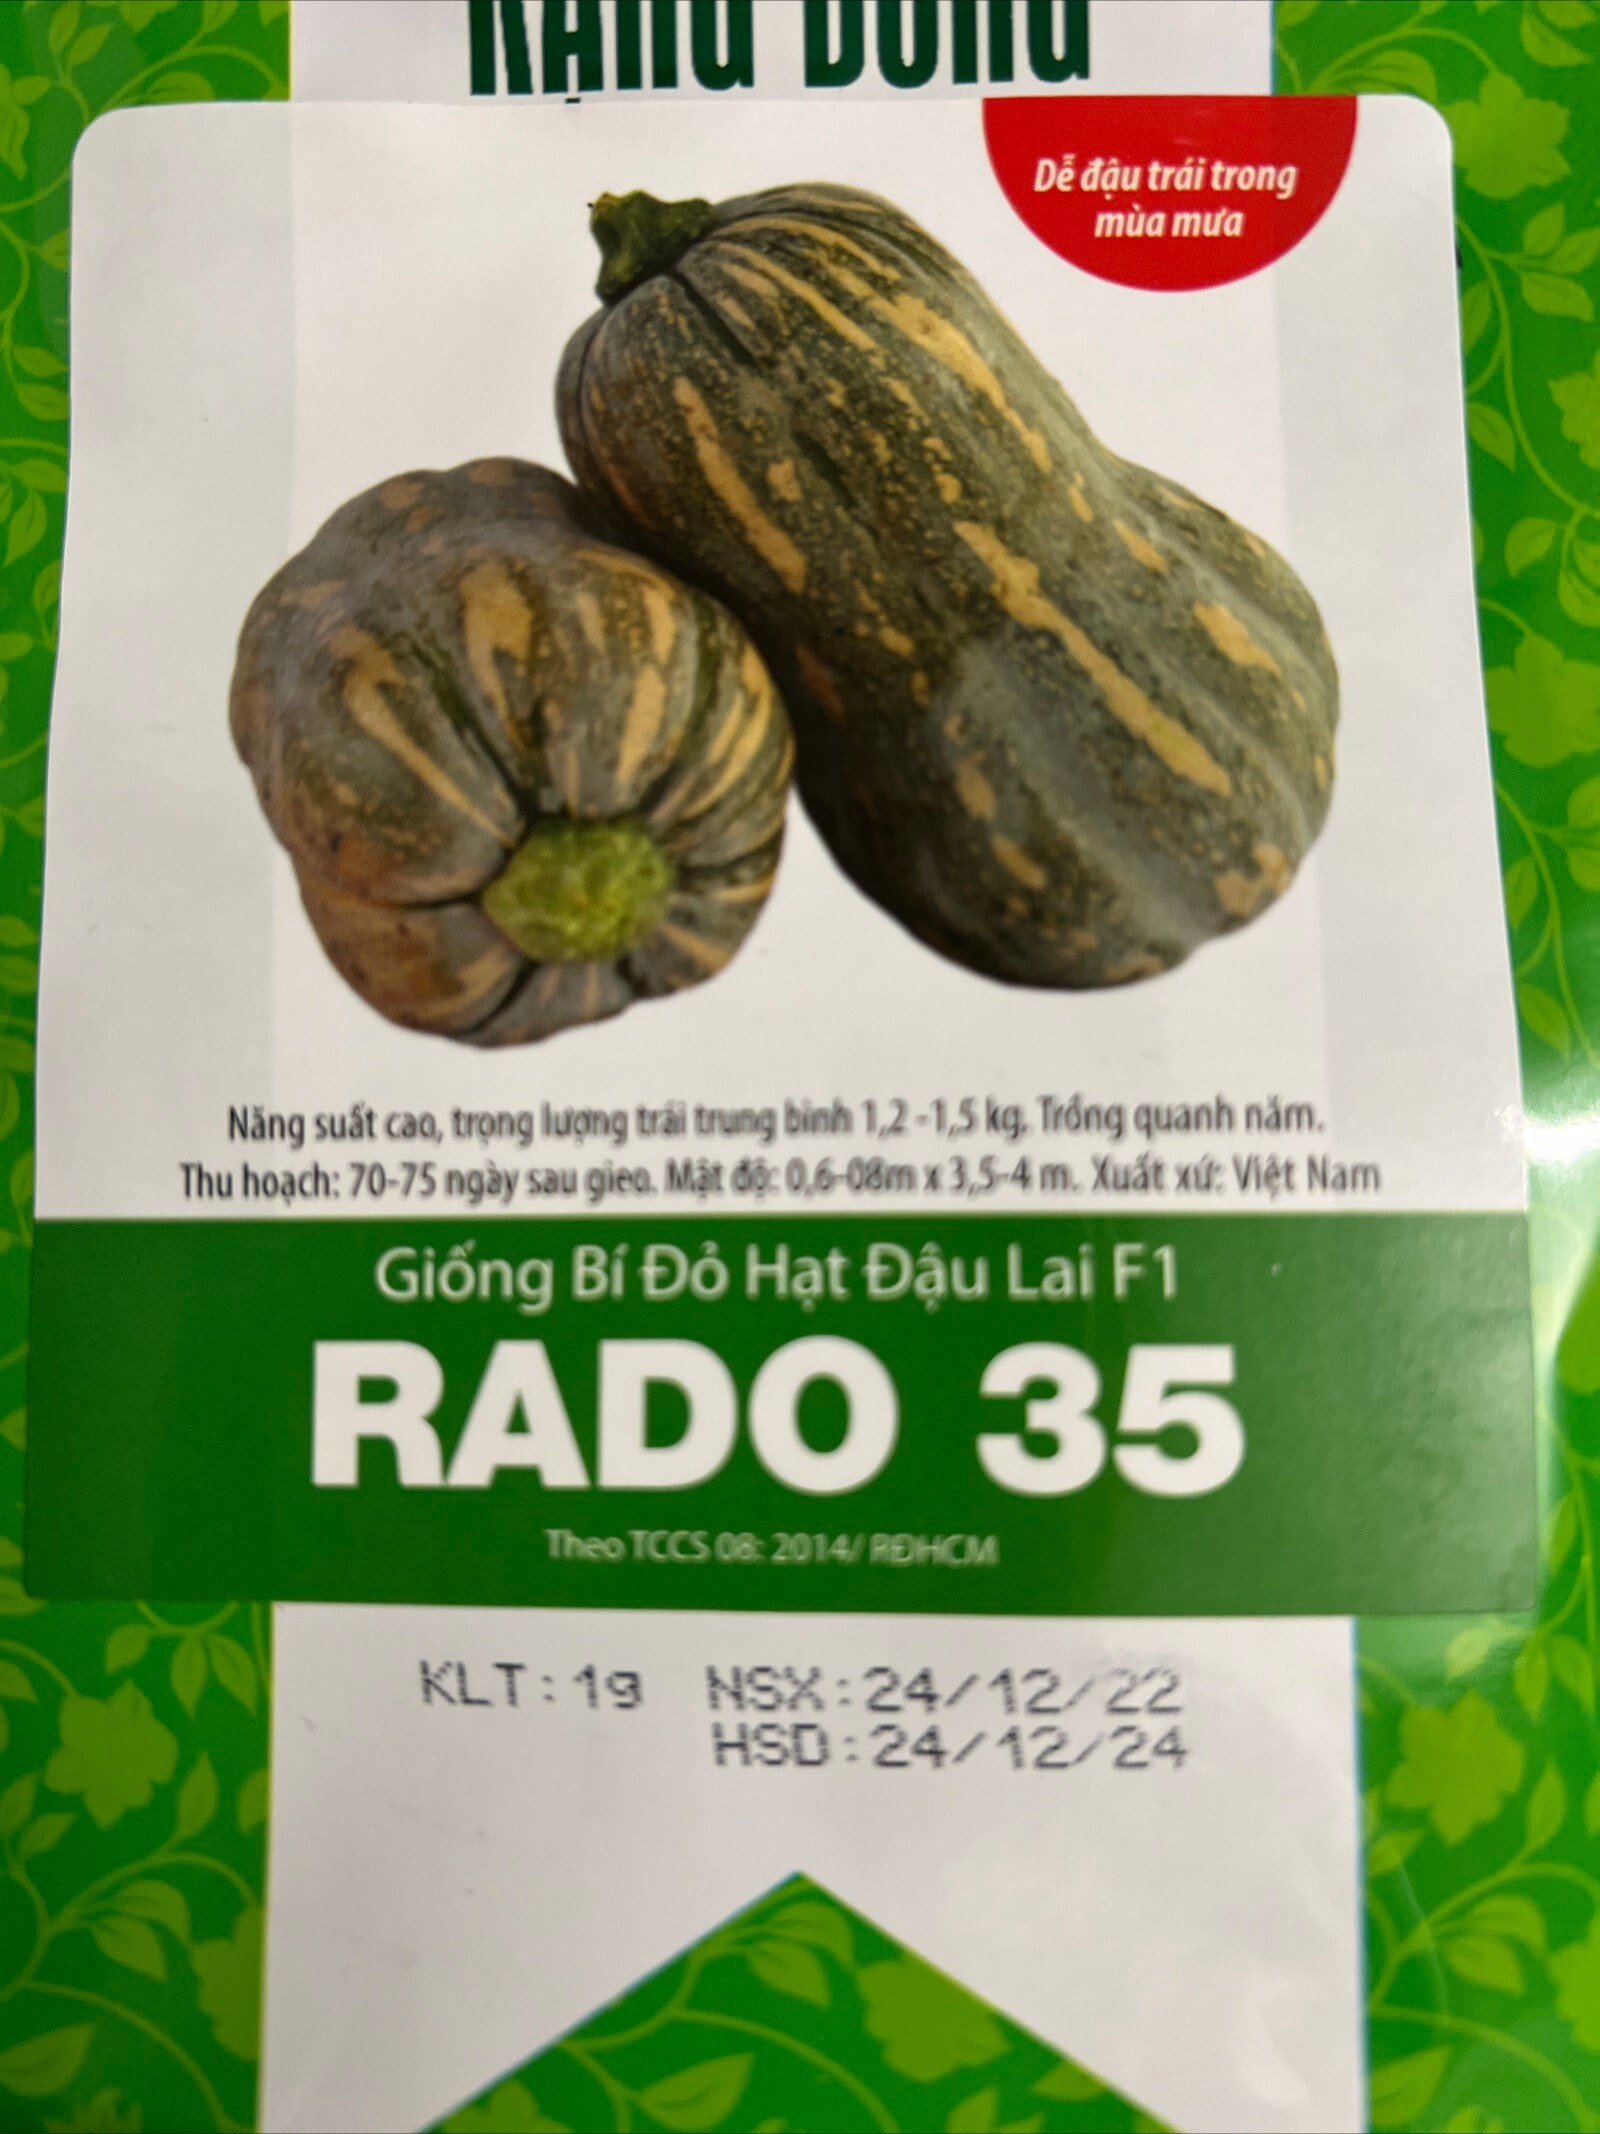 RẠNG ĐÔNG
Dễ đậu trái trong
mùa mưa
Năng suất cao, trọng lượng trái trung bình 1,2 -1,5 kg. Trồng quanh năm.
Thu hoạch: 70-75 ngày sau gieo. Mật độ: 0,6-08m x 3,5-4 m. Xuất xứ: Việt Nam
Giống Bí Đỏ Hạt Đậu Lai F1
RADO 35
Theo TCCS 08: 2014/ RĐHCM
KLT: 1g NSX: 24/12/22
HSD: 24/12/24